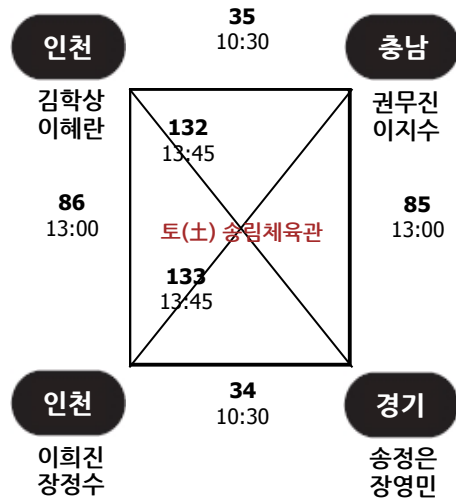 35
10:30
인천
충남
김학상
이혜란
권무진
이지수
132
13:45
86
13:00
85
13:00
토(土) 송림체육관
133
13:45
34
10:30
인천
경기
이희진
장정수
송정은
장영민